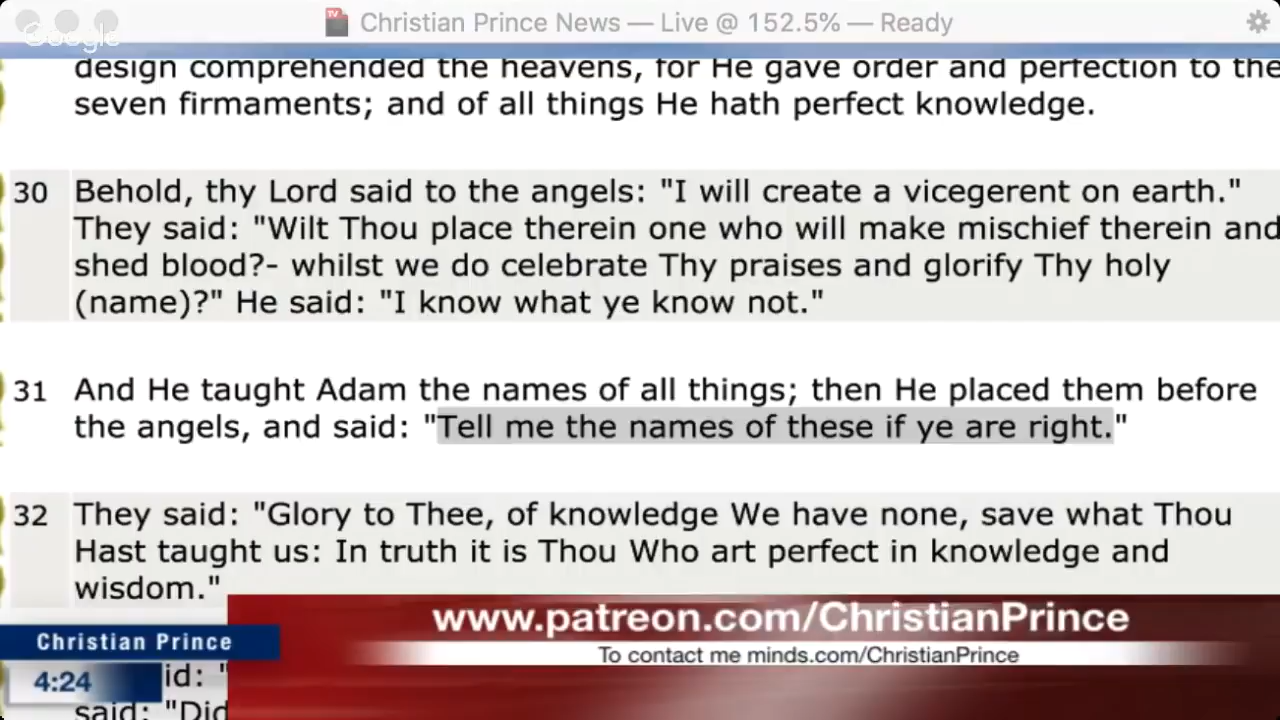 Christian Prince News — Live @ 152.5% — Ready
Google
design comprehended the heavens, for He gave order and perfection to the
seven firmaments; and of all things He hath perfect knowledge.
30 Behold, thy Lord said to the angels: "I will create a vicegerent on earth."
They said: "Wilt Thou place therein one who will make mischief therein and
shed blood?- whilst we do celebrate Thy praises and glorify Thy holy
(name)?" He said: "I know what ye know not."
31 And He taught Adam the names of all things; then He placed them before
the angels, and said: "Tell me the names of these if ye are right."
32 They said: "Glory to Thee, of knowledge We have none, save what Thou
Hast taught us: In truth it is Thou Who art perfect in knowledge and
wisdom."
www.patreon.com/ChristianPrince
To contact me minds.com/ChristianPrince
Christian Prince
4:24
id: "
said: "Did